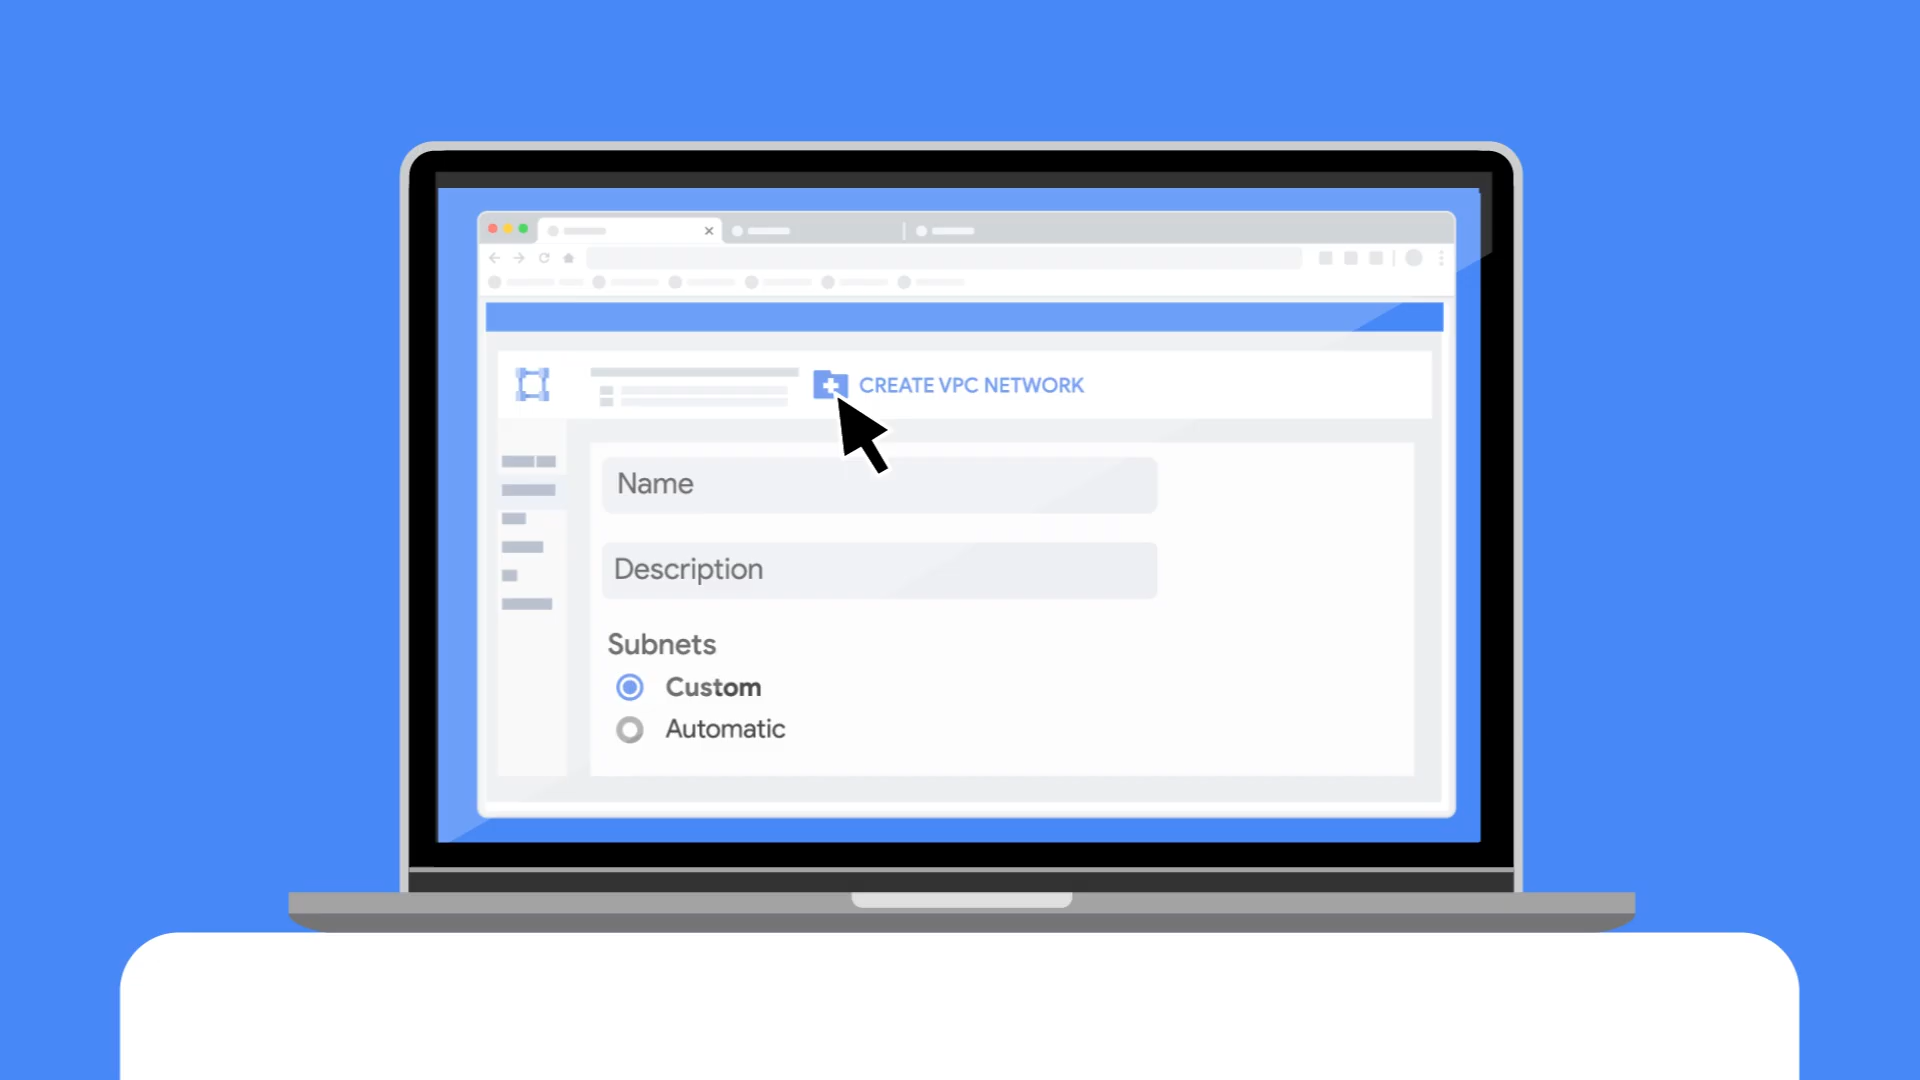 CREATE VPC NETWORK
Name
Description
Subnets
Custom
Automatic